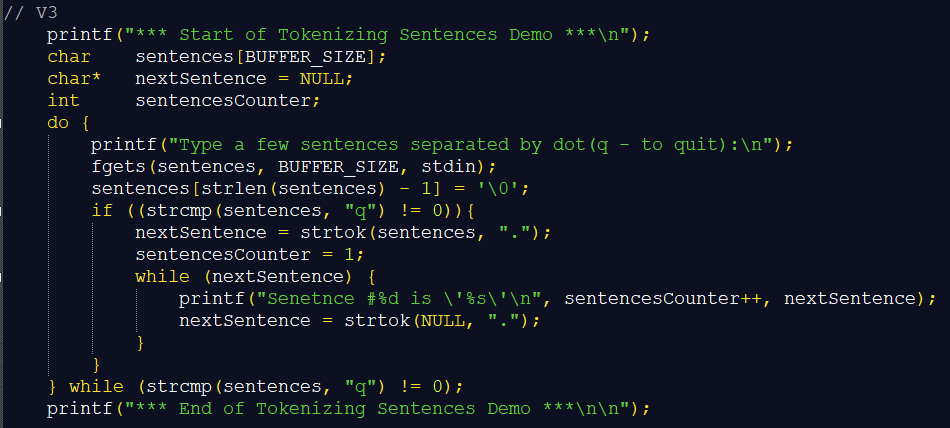 // V3
    printf("*** Start of Tokenizing Sentences Demo ***\n");
    char    sentences[BUFFER_SIZE];
    char*   nextSentence = NULL;
    int     sentencesCounter;
    do {
        printf("Type a few sentences separated by dot(q - to quit):\n");
        fgets(sentences, BUFFER_SIZE, stdin);
        sentences[strlen(sentences) - 1] = '\0';
        if ((strcmp(sentences, "q") != 0)){
            nextSentence = strtok(sentences, ".");
            sentencesCounter = 1;
            while (nextSentence) {
                printf("Senetnce #%d is \'%s\'\n", sentencesCounter++, nextSentence);
                nextSentence = strtok(NULL, ".");
            }
        }
    } while (strcmp(sentences, "q") != 0);
    printf("*** End of Tokenizing Sentences Demo ***\n\n");